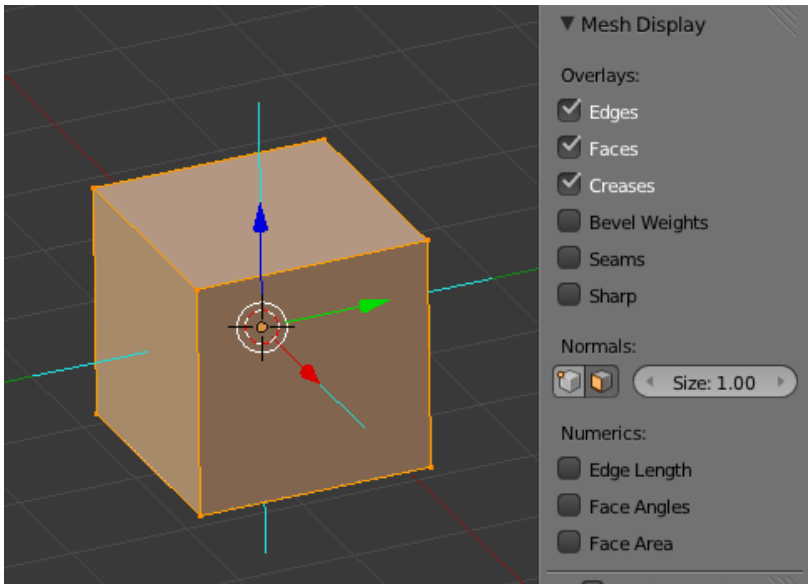 Mesh Display
Overlays:
Edges
Faces
Creases
Bevel Weights
Seams
Sharp
Normals:
Size: 1.00
Numerics:
Edge Length
Face Angles
Face Area